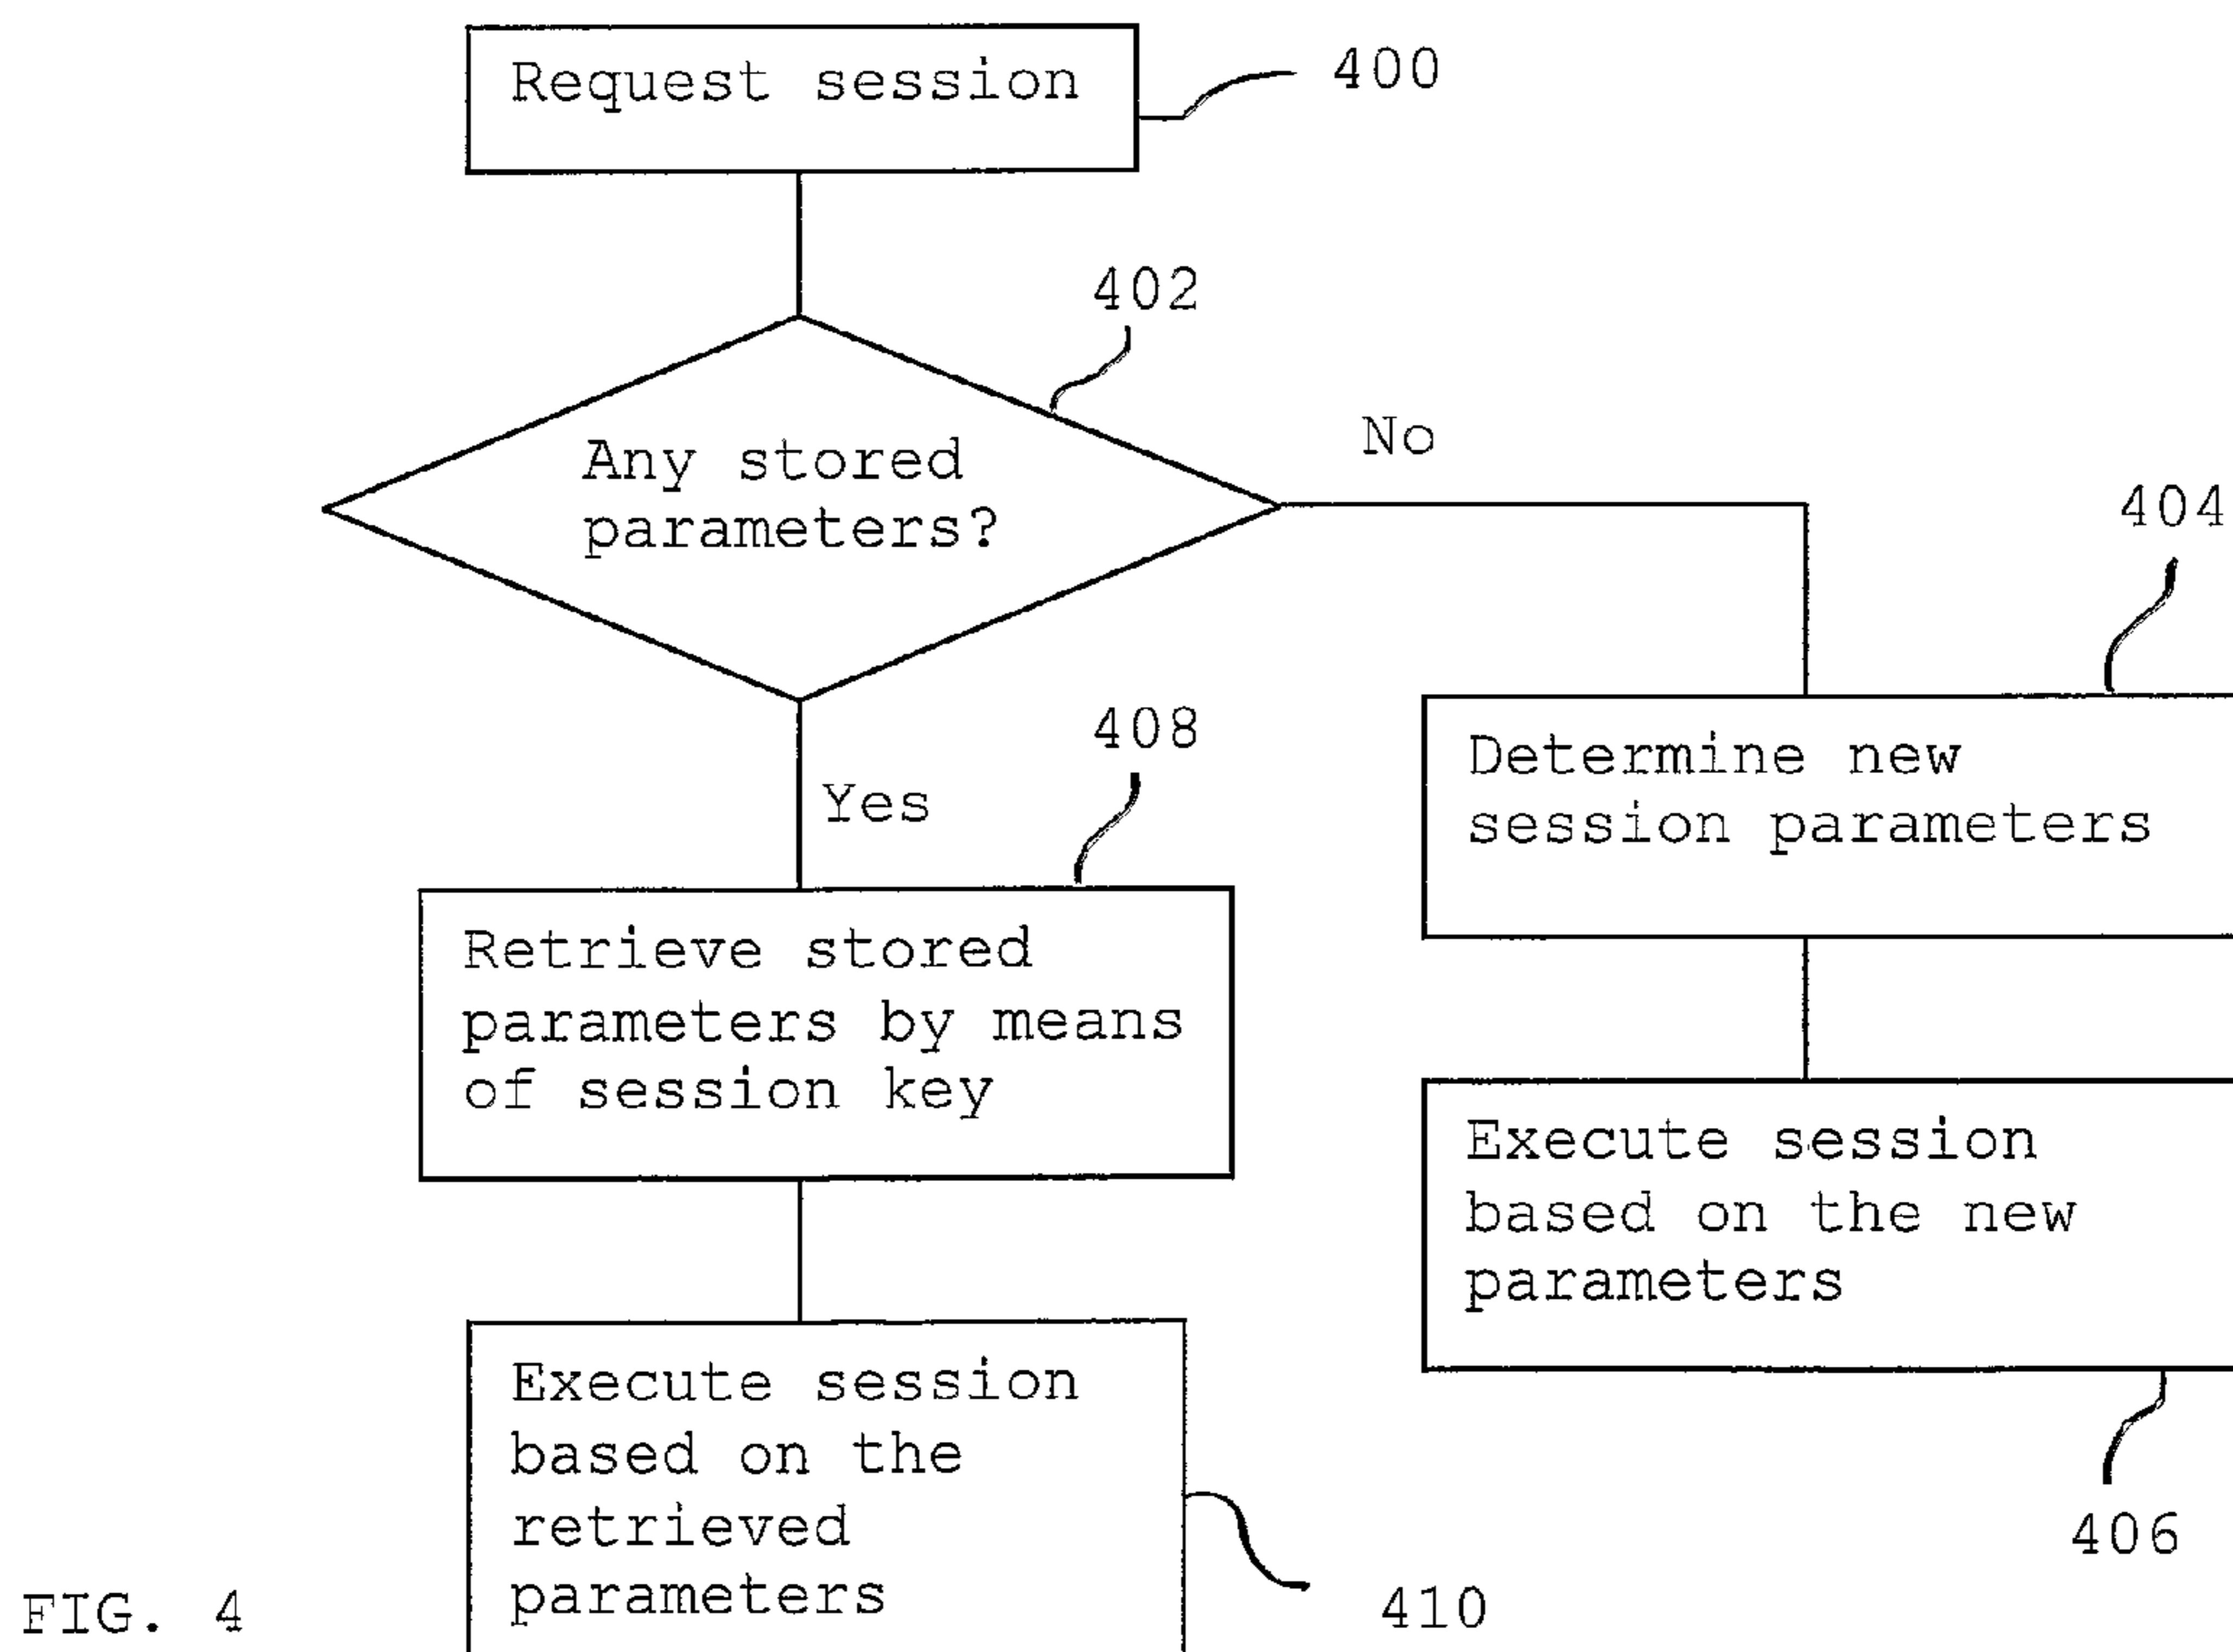 Request session
400
402
Any stored
parameters?
No
404
Determine new
session parameters
Yes
408
Retrieve stored
parameters by means
of session key
Execute session
based on the new
parameters
406
Execute session
based on the
retrieved
parameters
410
FIG. 4